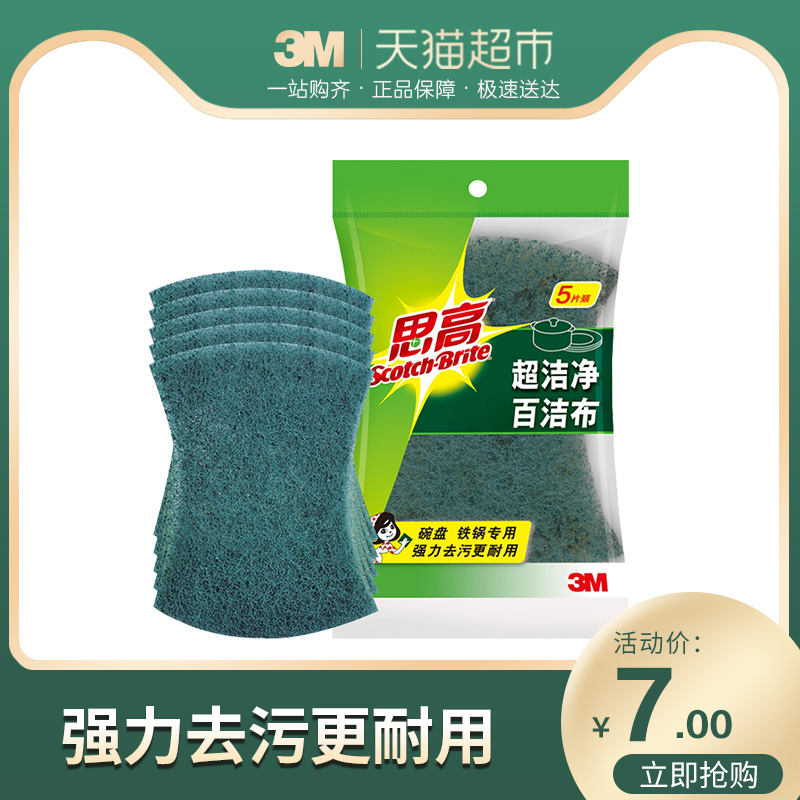 3M 天猫超市
一站购齐·正品保障·极速送达
5片装
思高
Scotch-Brite
超洁净
百洁布
碗盘 铁锅专用
强力去污更耐用
3M
强力去污更耐用
活动价：
¥7.00
立即抢购